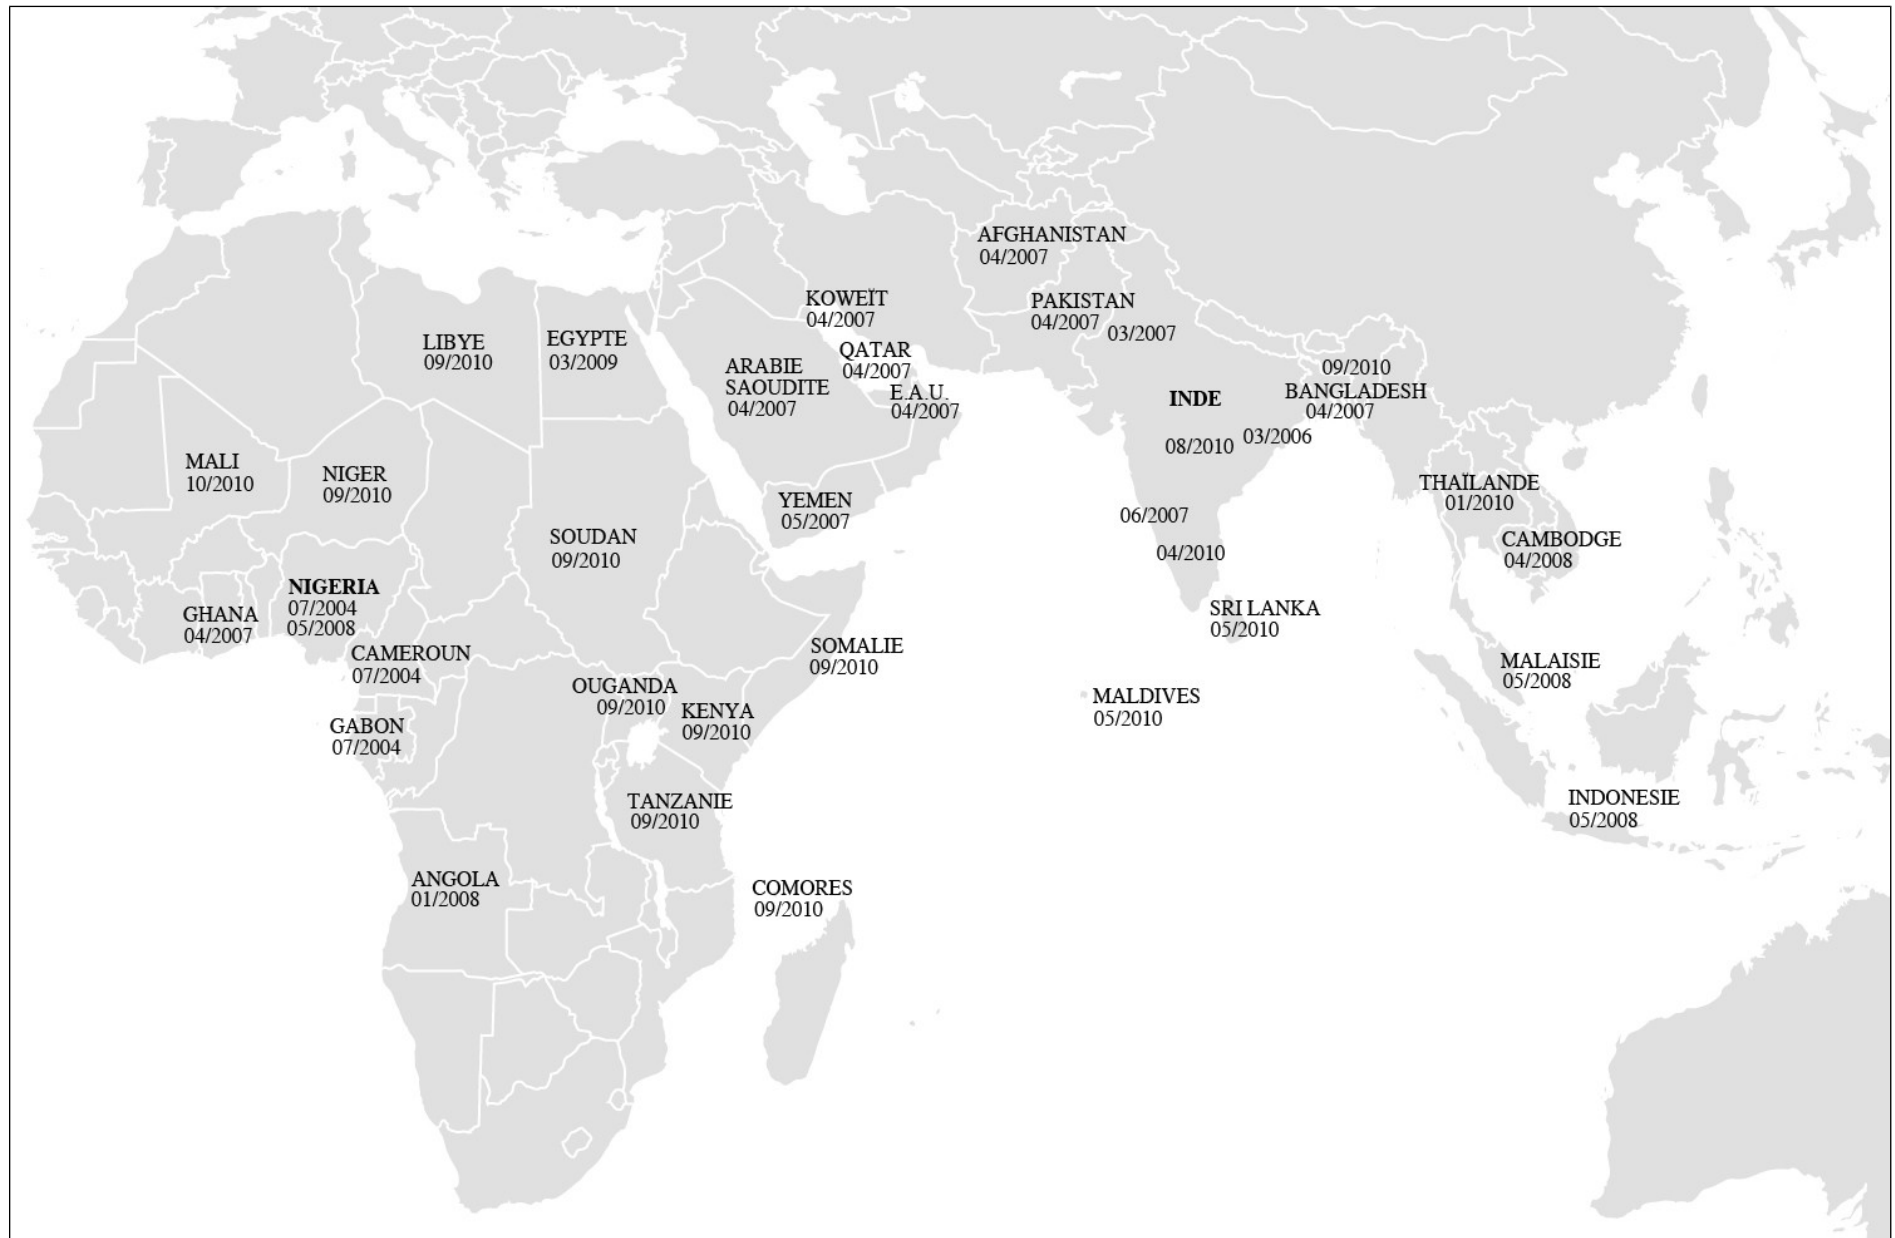 AFGHANISTAN
04/2007
KOWEÏT
04/2007
PAKISTAN
04/2007
03/2007
LIBYE
09/2010
EGYPTE
03/2009
QATAR
04/2007
ARABIE
SAOUDITE
04/2007
E.A.U.
04/2007
INDE
09/2010
BANGLADESH
04/2007
03/2006
08/2010
MALI
10/2010
NIGER
09/2010
YEMEN
05/2007
06/2007
04/2010
THAÏLANDE
01/2010
SOUDAN
09/2010
CAMBODGE
04/2008
NIGERIA
07/2004
05/2008
GHANA
04/2007
SRI LANKA
05/2010
CAMEROUN
07/2004
SOMALIE
09/2010
MALAISIE
05/2008
OUGANDA
09/2010
KENYA
09/2010
MALDIVES
05/2010
GABON
07/2004
TANZANIE
09/2010
INDONESIE
05/2008
ANGOLA
01/2008
COMORES
09/2010